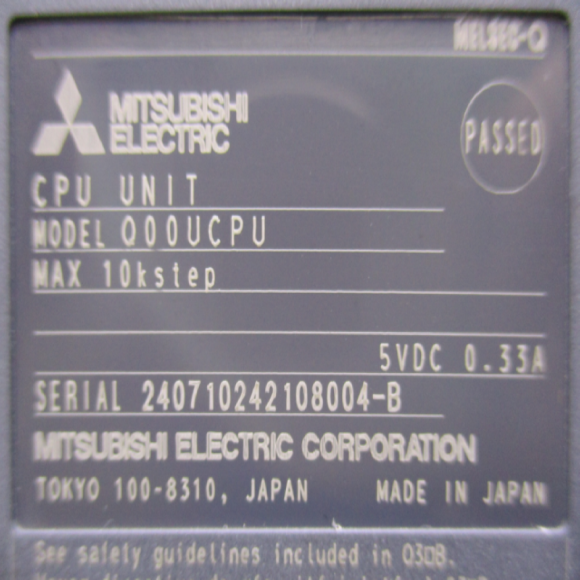 MELSEC-Q
MITSUBISHI
ELECTRIC
PASSED
CPU UNIT
MODEL Q00UCPU
MAX 10kstep
5VDC 0.33A
SERIAL 240710242108004-B
MITSUBISHI ELECTRIC CORPORATION
TOKYO 100-8310, JAPAN MADE IN JAPAN
See safety guidelines included in